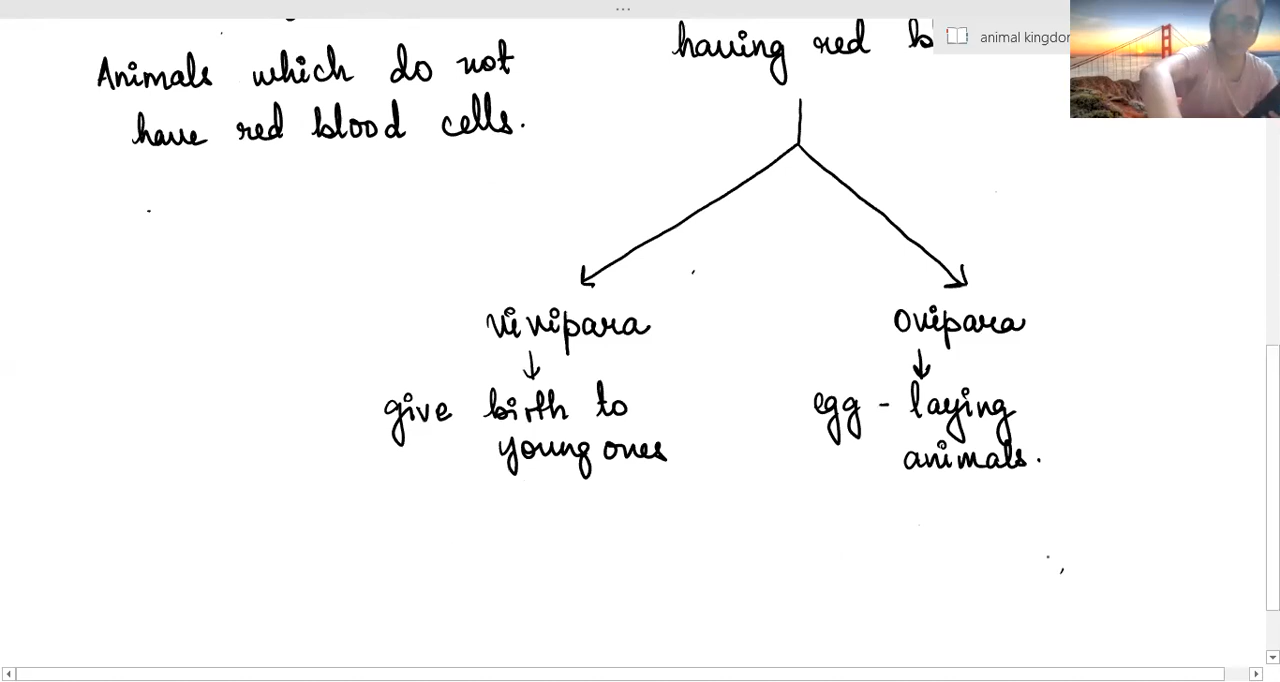 Animals which do not
have red blood cells.
having red b
animal kingdom
vivipara
ovipara
give birth to
young ones
egg - laying
animals.